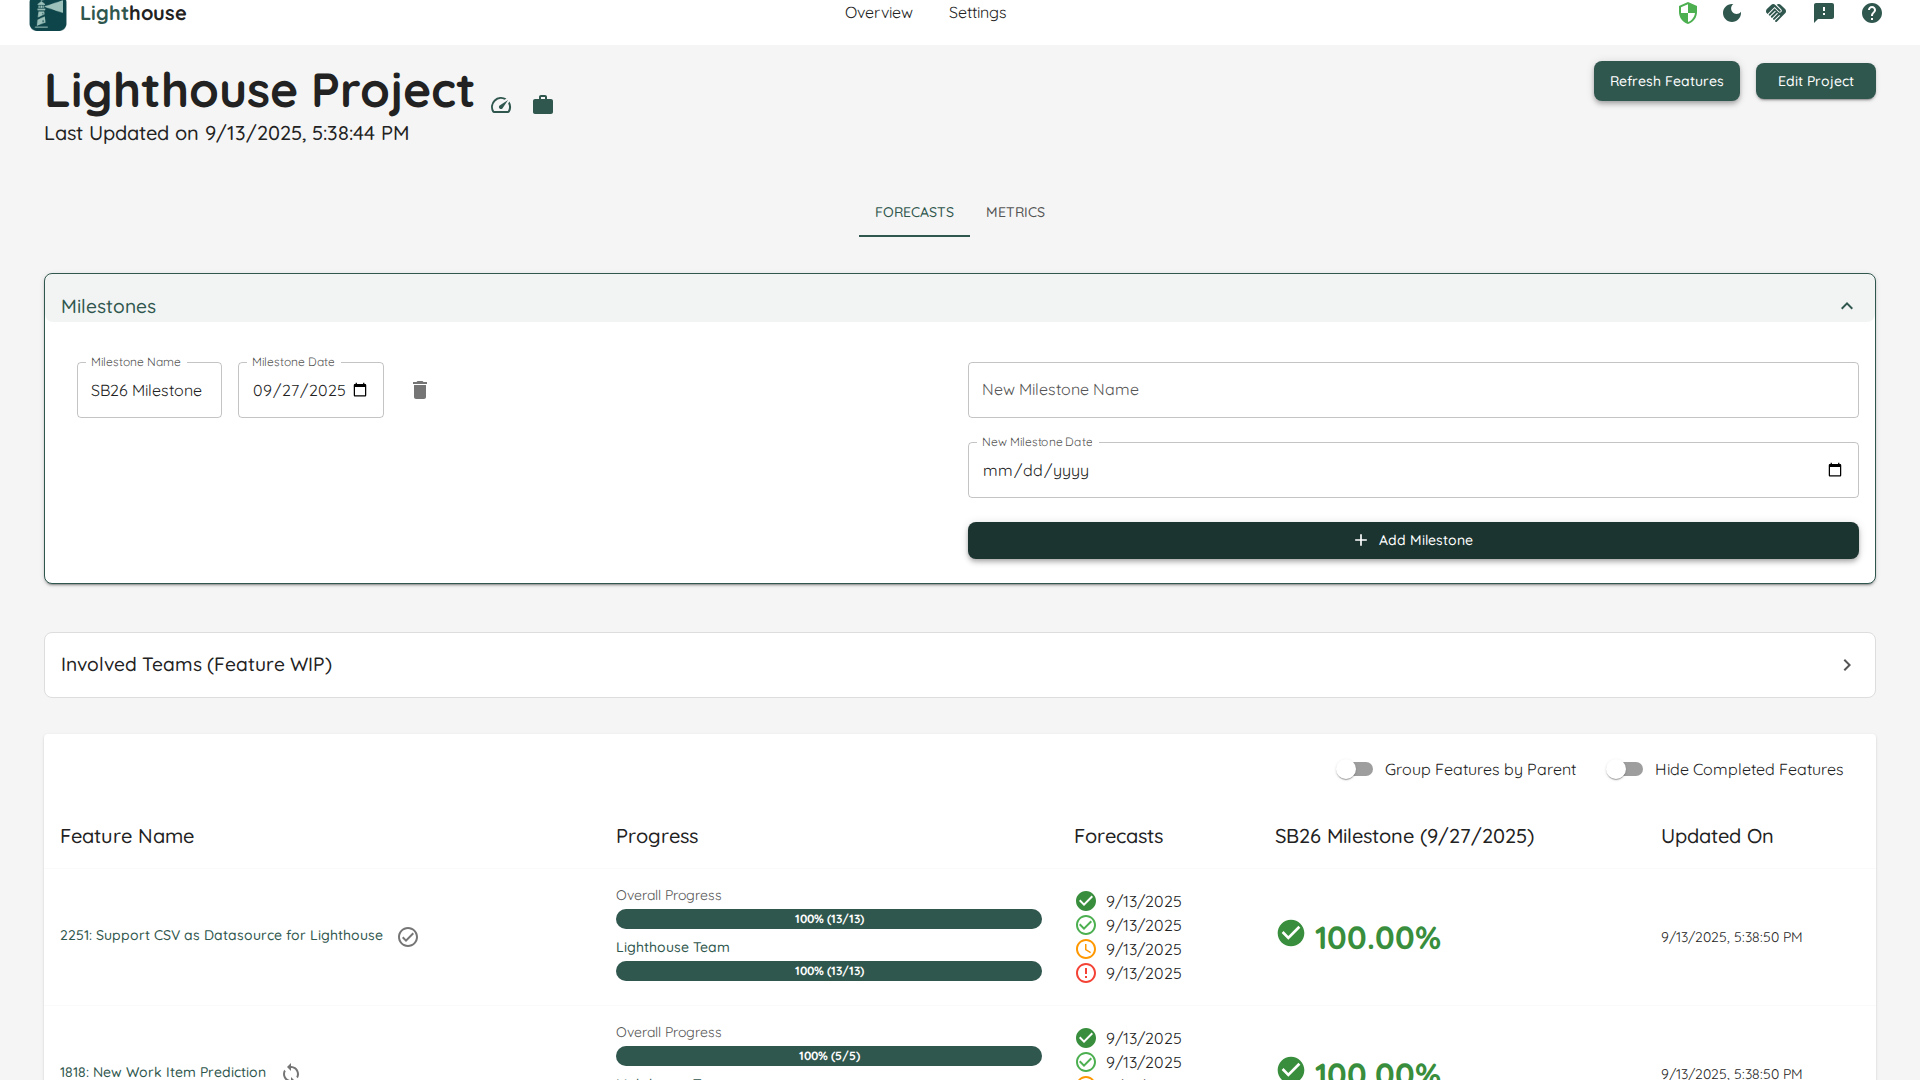 Lighthouse
Overview
Settings
Lighthouse Project
Refresh Features
Edit Project
Last Updated on 9/13/2025, 5:38:44 PM
FORECASTS
METRICS
Milestones
Milestone Name
SB26 Milestone
Milestone Date
09/27/2025
New Milestone Name
New Milestone Date
mm/dd/yyyy
Add Milestone
Involved Teams (Feature WIP)
Group Features by Parent
Hide Completed Features
Feature Name
Progress
Forecasts
SB26 Milestone (9/27/2025)
Updated On
2251: Support CSV as Datasource for Lighthouse
Overall Progress
100% (13/13)
Lighthouse Team
100% (13/13)
9/13/2025
9/13/2025
9/13/2025
9/13/2025
100.00%
9/13/2025, 5:38:50 PM
1818: New Work Item Prediction
Overall Progress
100% (5/5)
9/13/2025
9/13/2025
100.00%
9/13/2025, 5:38:50 PM